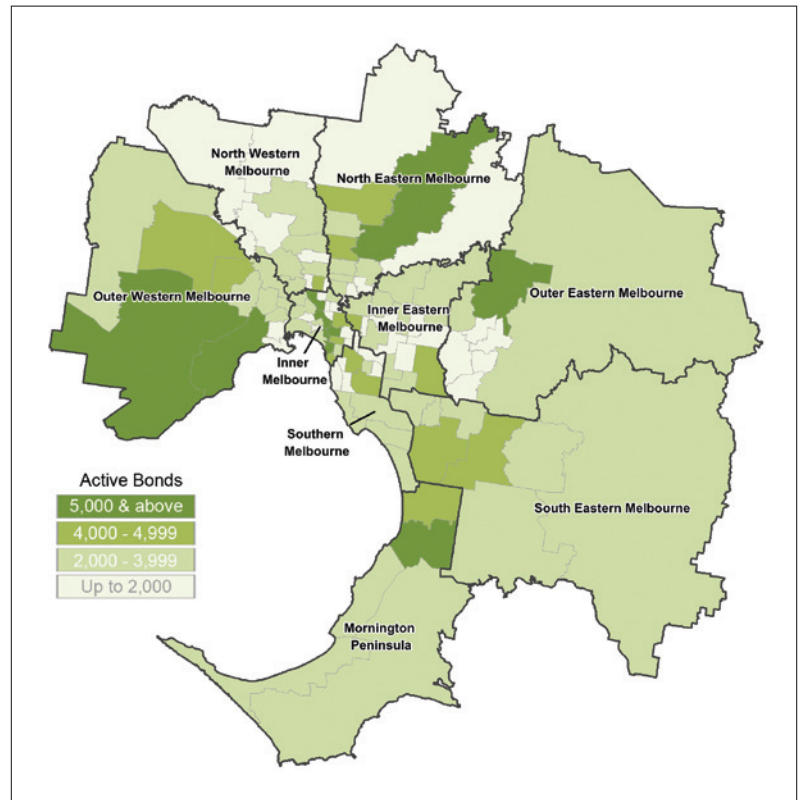 North Western
Melbourne
North Eastern Melbourne
Outer Western Melbourne
Inner Eastern
Melbourne
Outer Eastern Melbourne
Inner
Melbourne
Southern
Melbourne
South Eastern Melbourne
Mornington
Peninsula
Active Bonds
5,000 & above
4,000 - 4,999
2,000 - 3,999
Up to 2,000